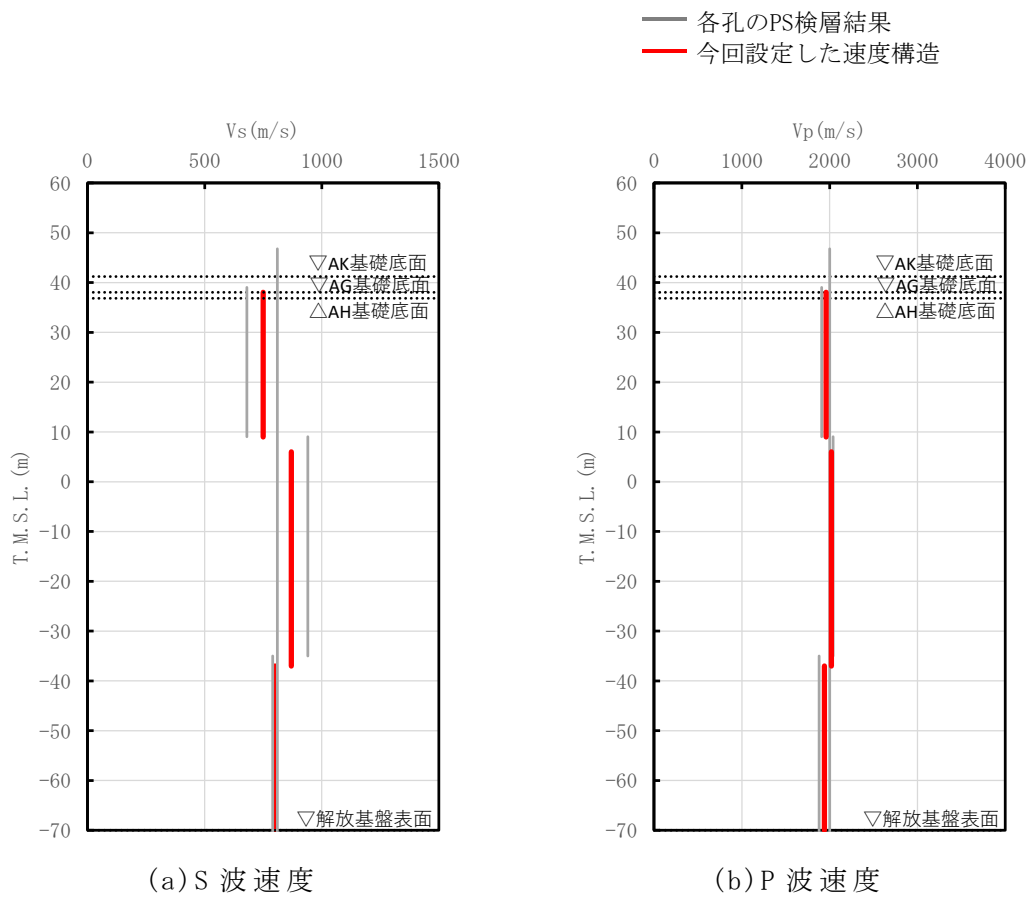 各孔のPS検層結果
今回設定した速度構造
Vs(m/s)
0 500 1000 1500
60
50
40
30
20
10
0
-10
-20
-30
-40
-50
-60
-70
T.M.S.L.(m)
▽AK基礎底面
▽AG基礎底面
△AH基礎底面
▽解放基盤表面
(a)S 波速度
Vp(m/s)
0 1000 2000 3000 4000
60
50
40
30
20
10
0
-10
-20
-30
-40
-50
-60
-70
T.M.S.L.(m)
▽AK基礎底面
▽AG基礎底面
△AH基礎底面
▽解放基盤表面
(b)P 波速度